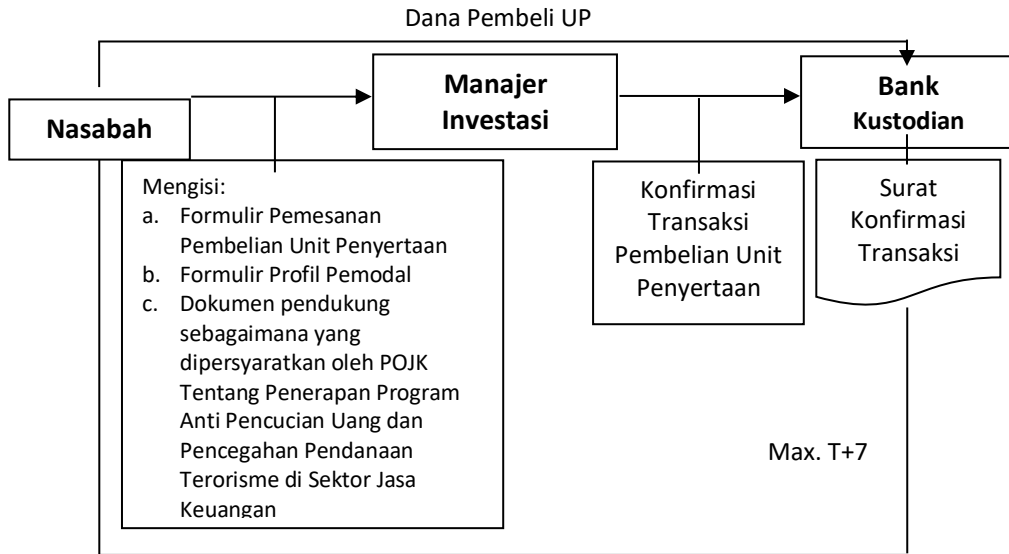 Dana Pembeli UP
Nasabah
Manajer
Investasi
Bank
Kustodian
Mengisi:
a. Formulir Pemesanan
Pembelian Unit Penyertaan
b. Formulir Profil Pemodal
c. Dokumen pendukung
sebagaimana yang
dipersyaratkan oleh POJK
Tentang Penerapan Program
Anti Pencucian Uang dan
Pencegahan Pendanaan
Terorisme di Sektor Jasa
Keuangan
Konfirmasi
Transaksi
Pembelian Unit
Penyertaan
Surat
Konfirmasi
Transaksi
Max. T+7